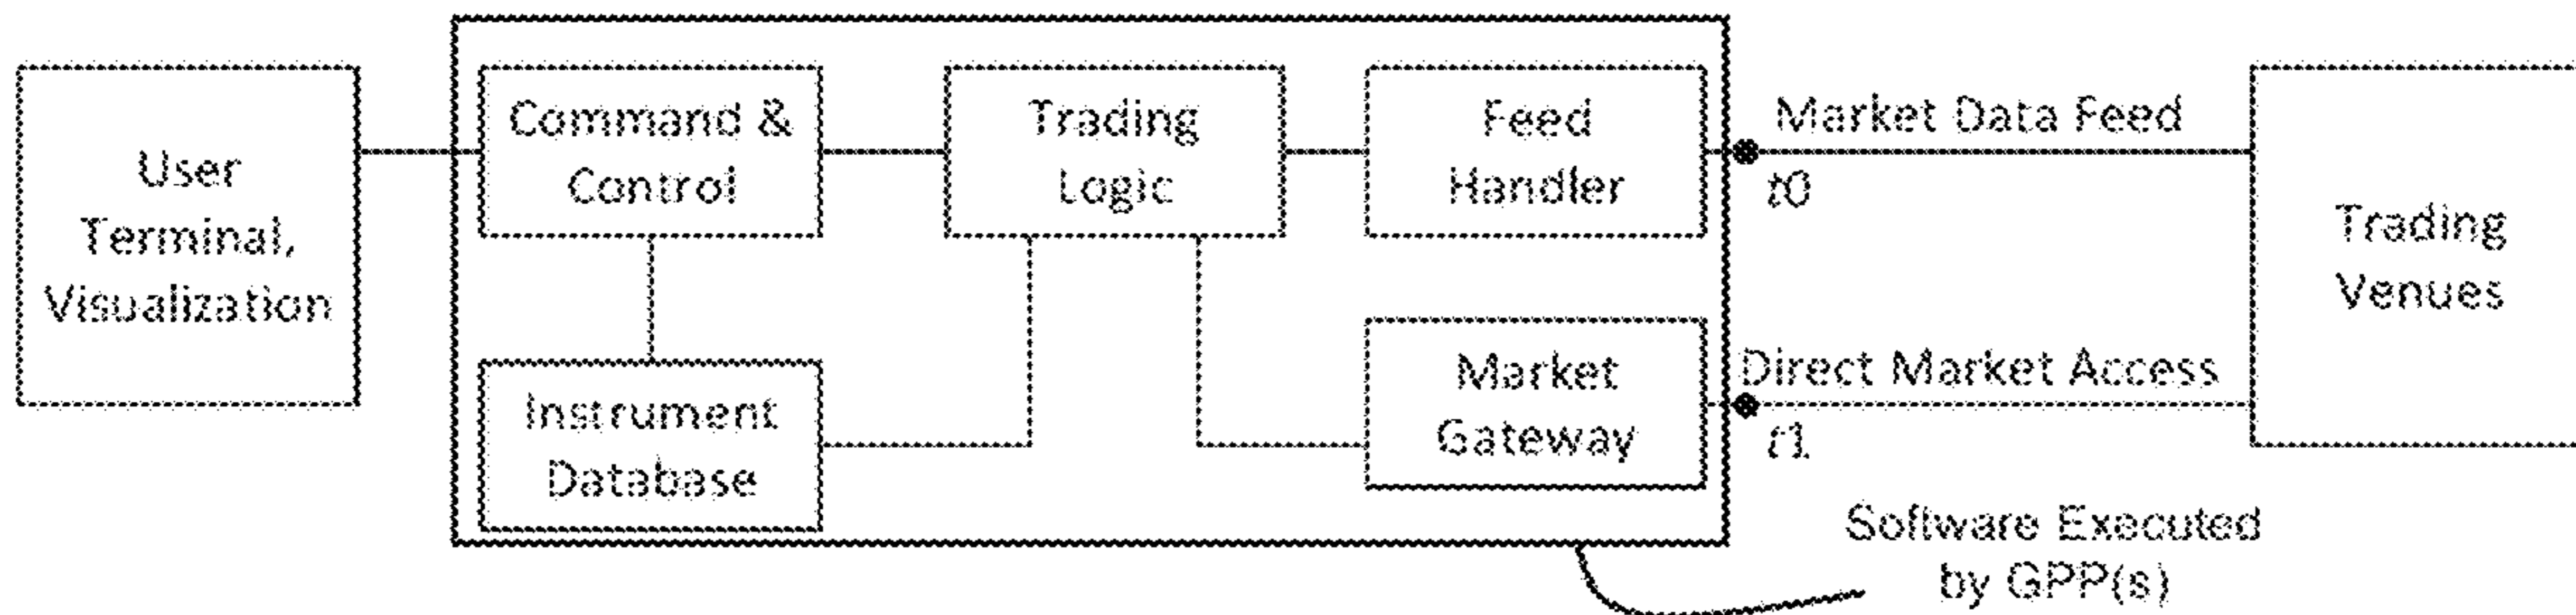 User
Terminal,
Visualization
Command &
Control
Instrument
Database
Trading
Logic
Feed
Handler
Market
Gateway
Market Data Feed
t0
Direct Market Access
t1
Trading
Venues
Software Executed
by GPP(s)